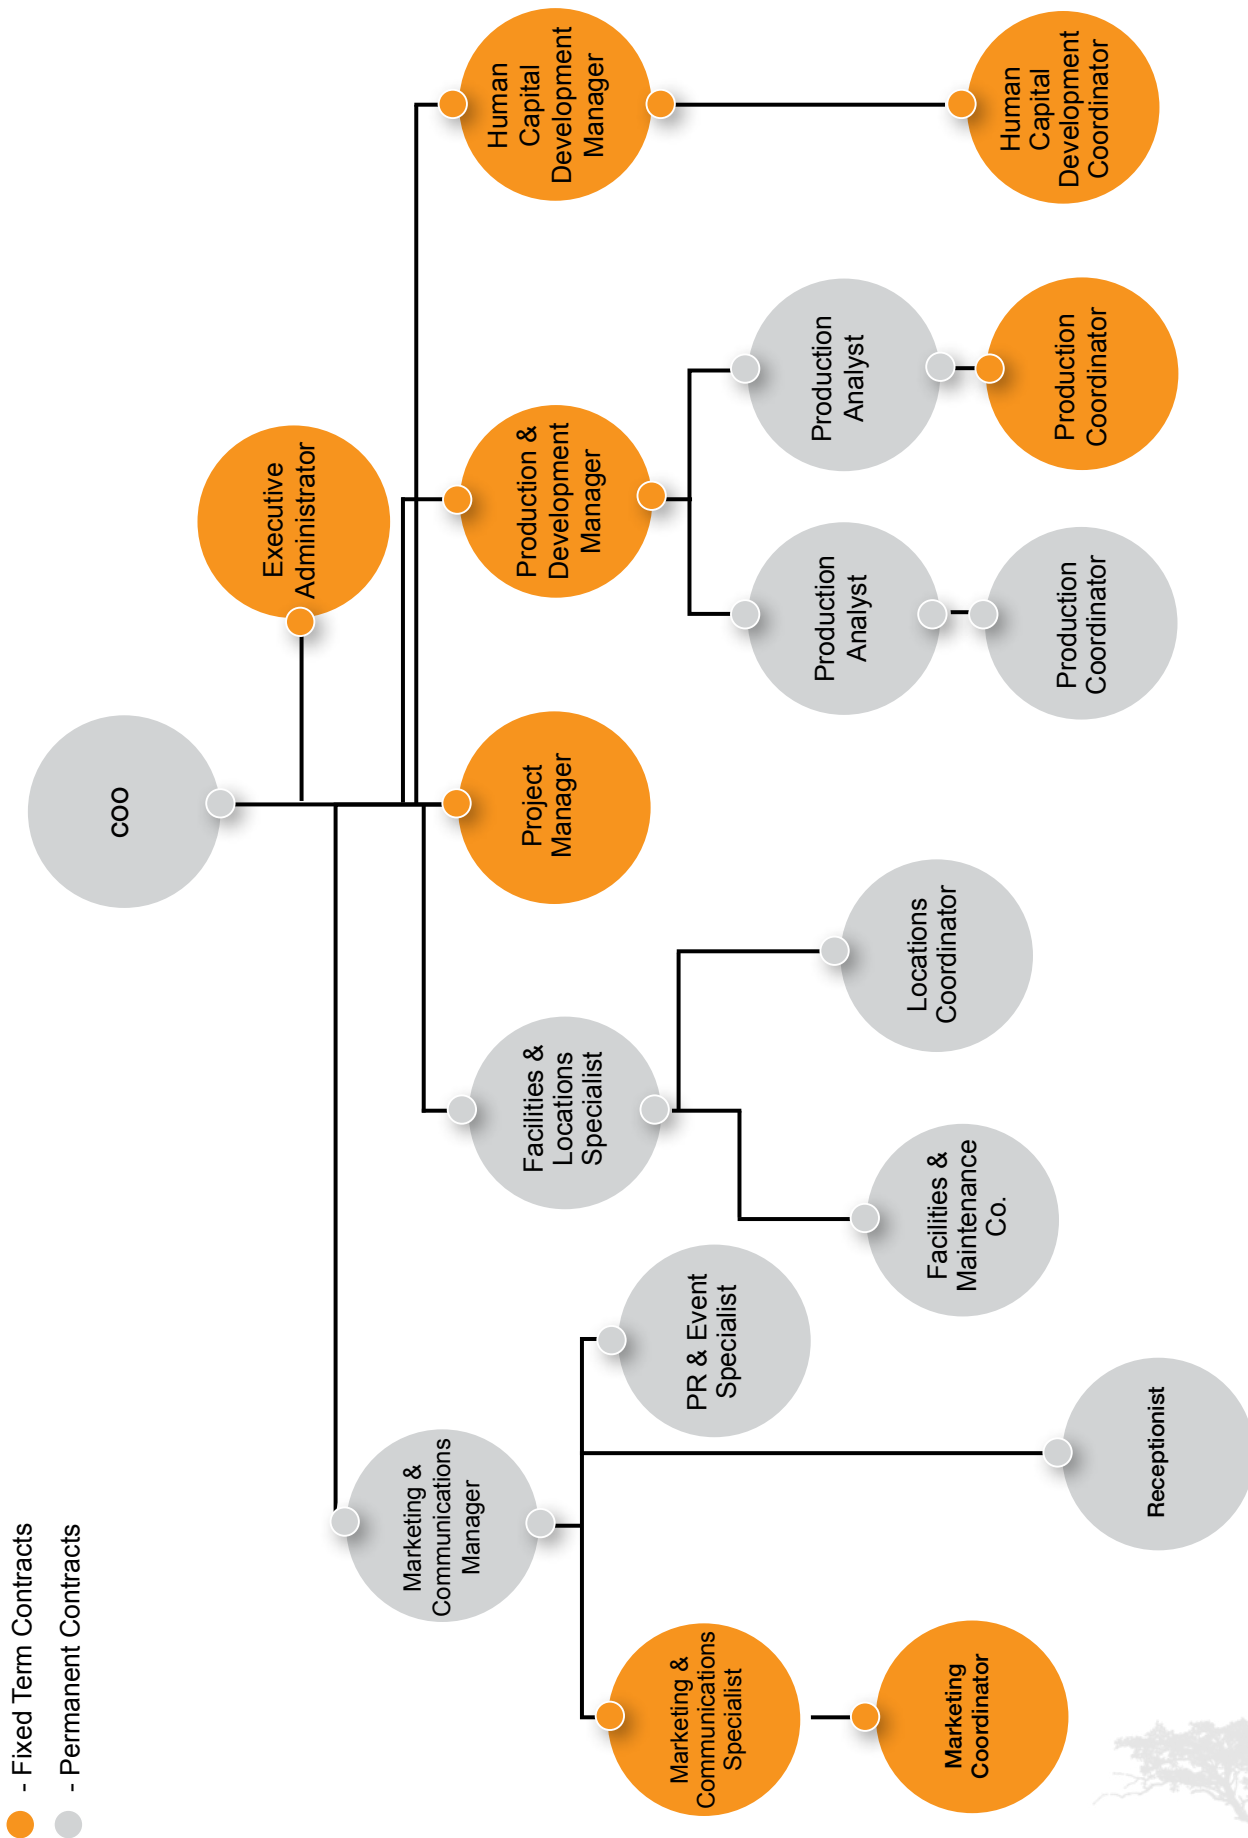 - Fixed Term Contracts
- Permanent Contracts
COO
Executive
Administrator
Marketing &
Communications
Manager
Facilities &
Locations
Specialist
Project
Manager
Production &
Development
Manager
Human
Capital
Development
Manager
Marketing &
Communications
Specialist
PR & Event
Specialist
Facilities &
Maintenance
Co.
Locations
Coordinator
Production
Analyst
Production
Analyst
Marketing
Coordinator
Receptionist
Production
Coordinator
Production
Coordinator
Human
Capital
Development
Coordinator